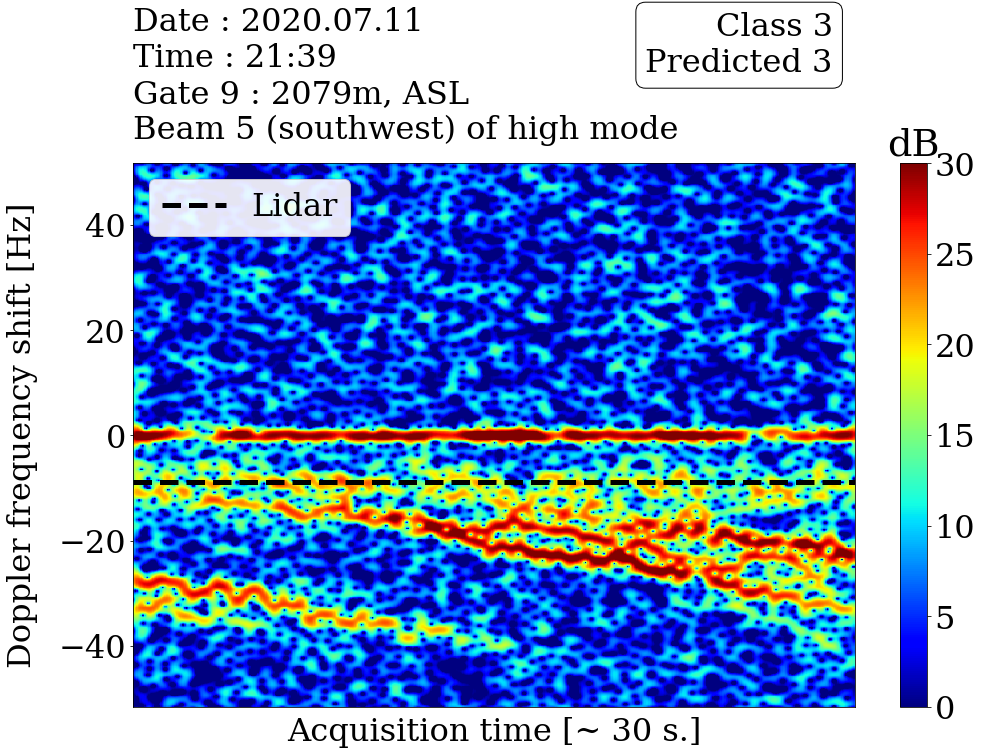 Date : 2020.07.11
Time : 21:39
Gate 9 : 2079m, ASL
Beam 5 (southwest) of high mode
Class 3
Predicted 3
dB
Lidar
Doppler frequency shift [Hz]
40
20
0
−20
−40
30
25
20
15
10
5
0
Acquisition time [~ 30 s.]